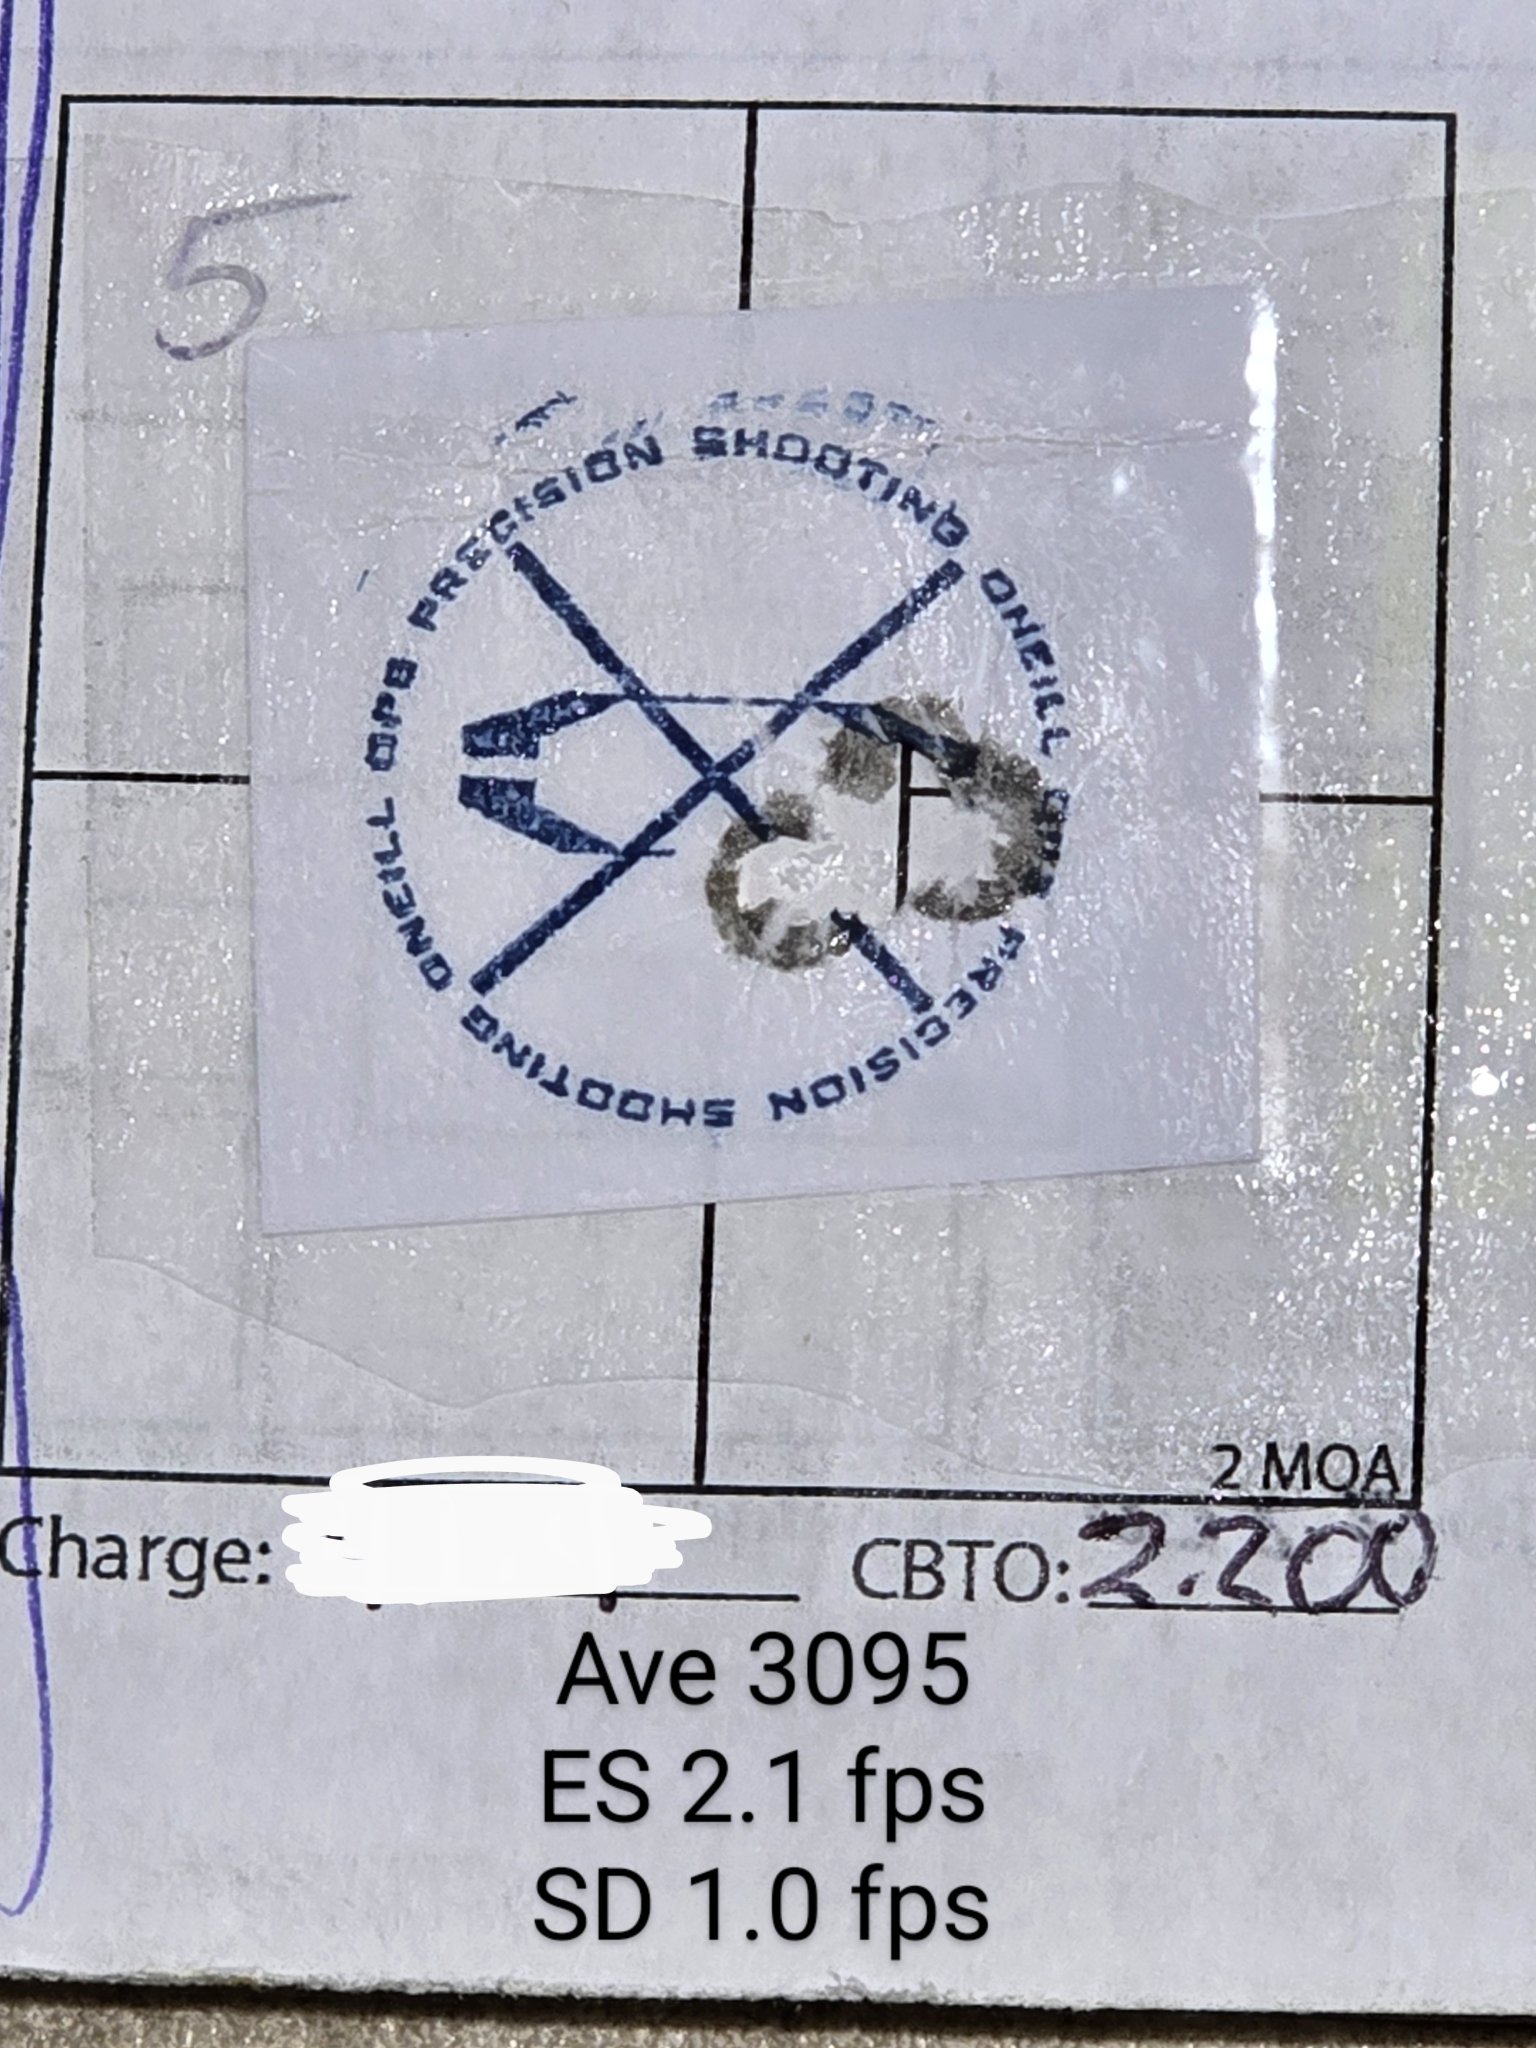 5
PRECISION SHOOTING ONEILL OPS PRECISION SHOOTING ONEILL OPS
2 MOA
Charge:
CBTO: 2.200
Ave 3095
ES 2.1 fps
SD 1.0 fps